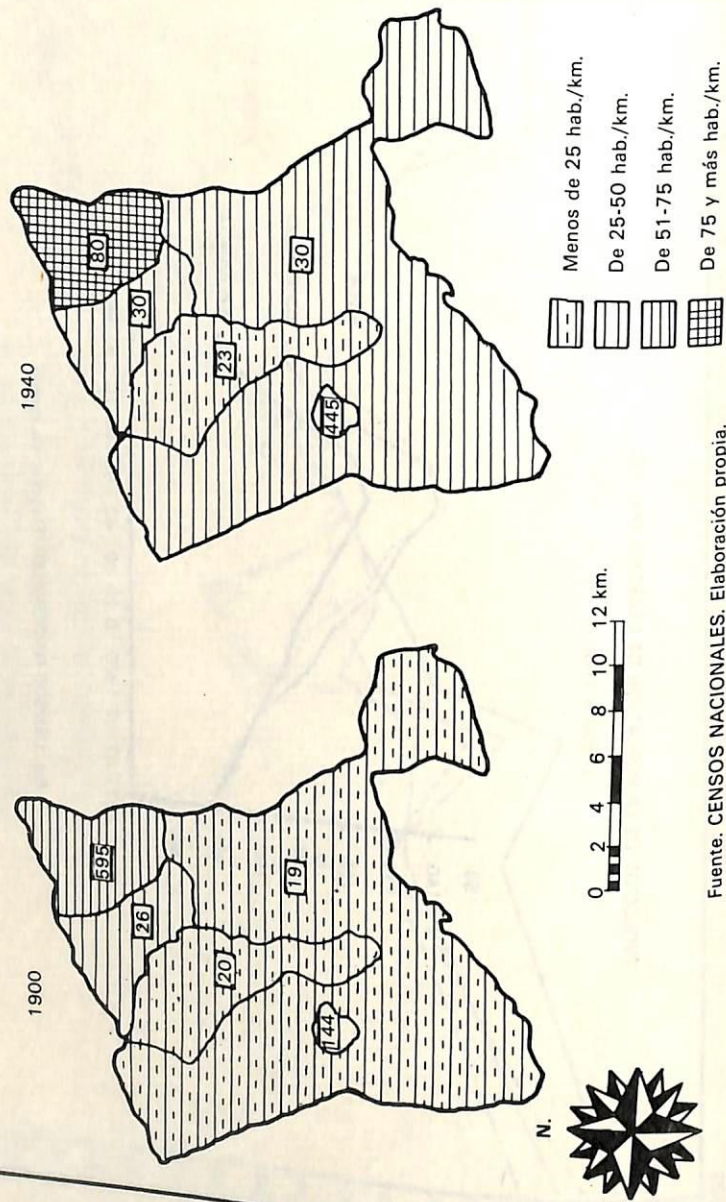 1900
595
26
20
19
144
1940
80
30
23
30
445
N.
0 2 4 6 8 10 12 km.
Menos de 25 hab./km.
De 25-50 hab./km.
De 51-75 hab./km.
De 75 y más hab./km.
Fuente. CENSOS NACIONALES. Elaboración propia.